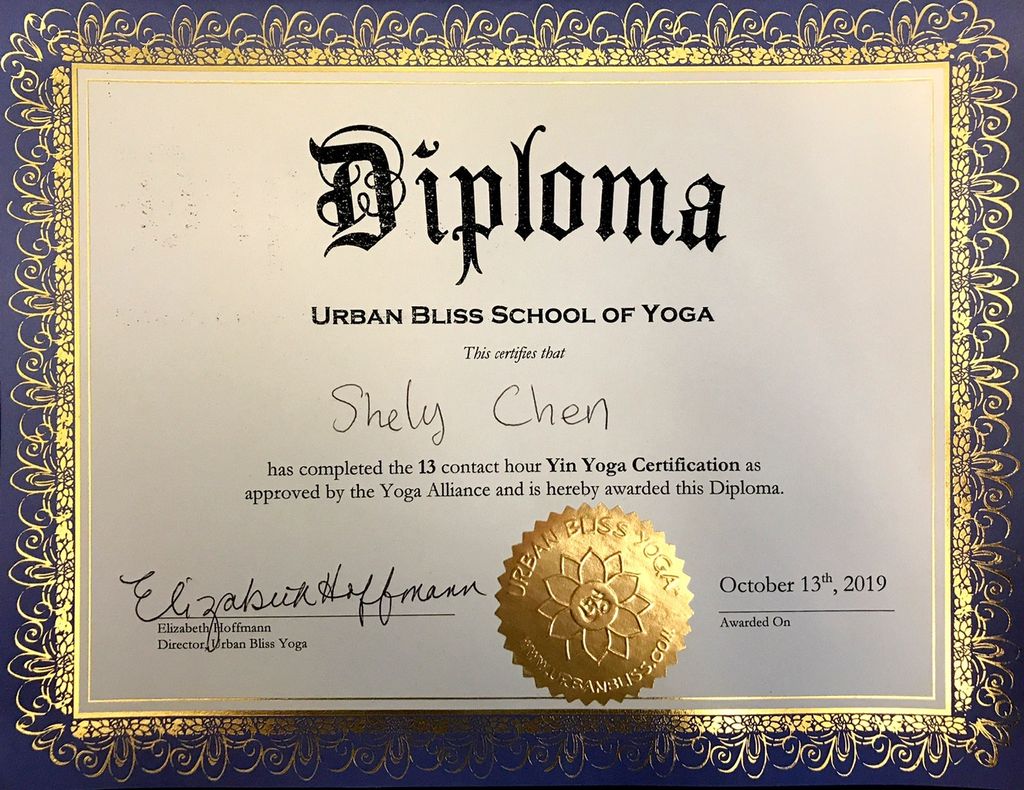 Diploma
URBAN BLISS SCHOOL OF YOGA
This certifies that
Shely Chen
has completed the 13 contact hour Yin Yoga Certification as
approved by the Yoga Alliance and is hereby awarded this Diploma.
Elizabeth Hoffmann
Elizabeth Hoffmann
Director, Urban Bliss Yoga
URBAN BLISS YOGA
WWW.URBANBLISS.COM
October 13th, 2019
Awarded On